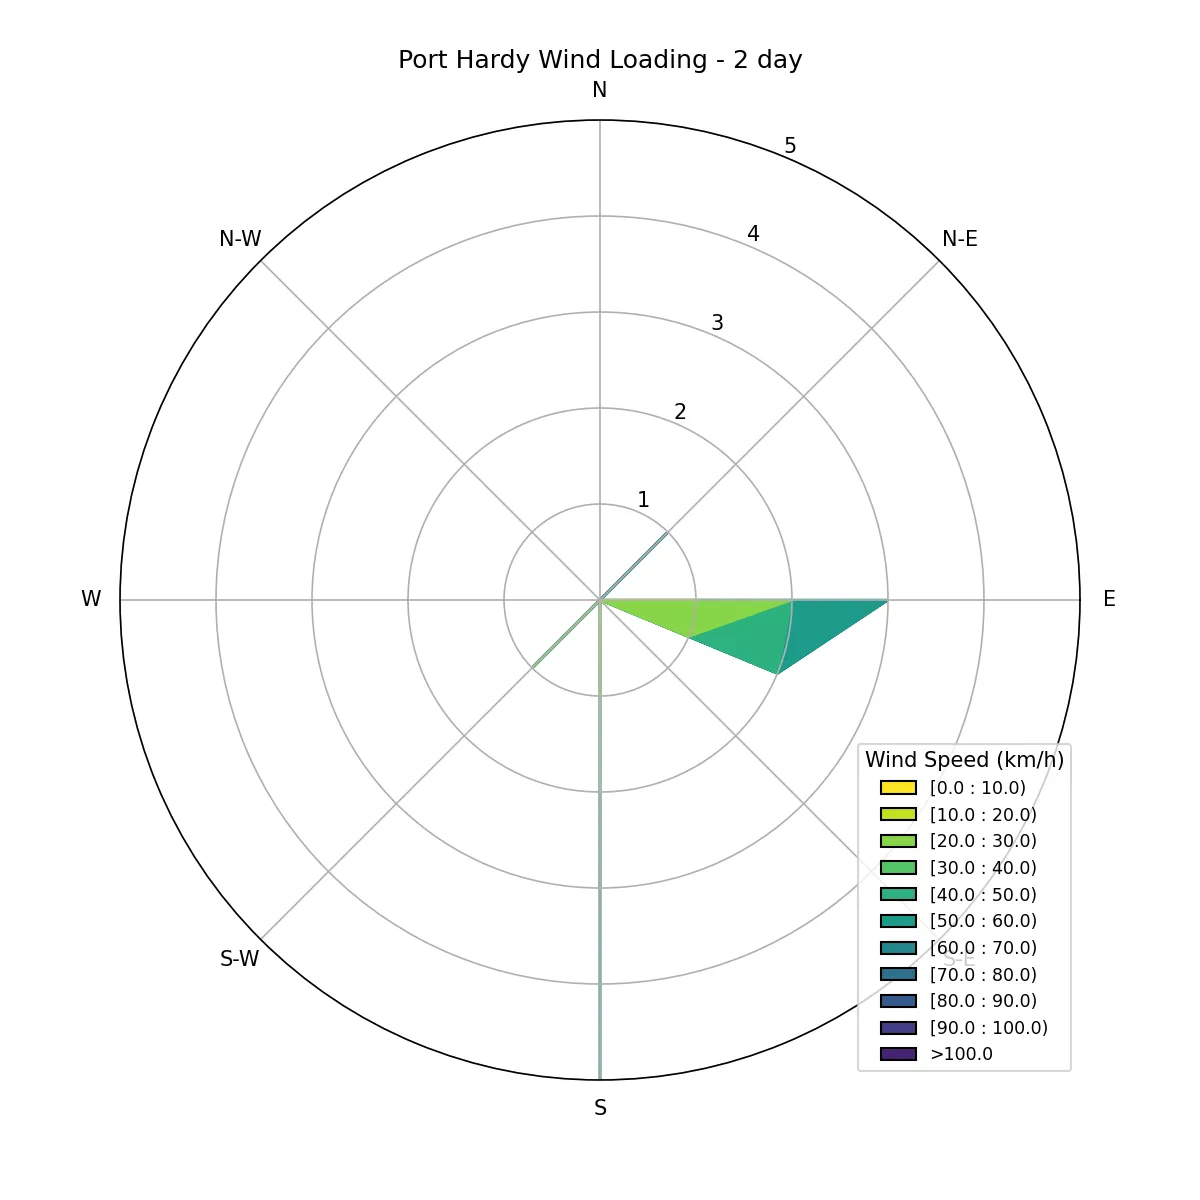 Port Hardy Wind Loading - 2 day
N
5
N-W
N-E
4
3
2
1
W
E
Wind Speed (km/h)
[0.0 : 10.0)
[10.0 : 20.0)
[20.0 : 30.0)
[30.0 : 40.0)
[40.0 : 50.0)
[50.0 : 60.0)
[60.0 : 70.0)
[70.0 : 80.0)
[80.0 : 90.0)
[90.0 : 100.0)
>100.0
S-W
S-E
S